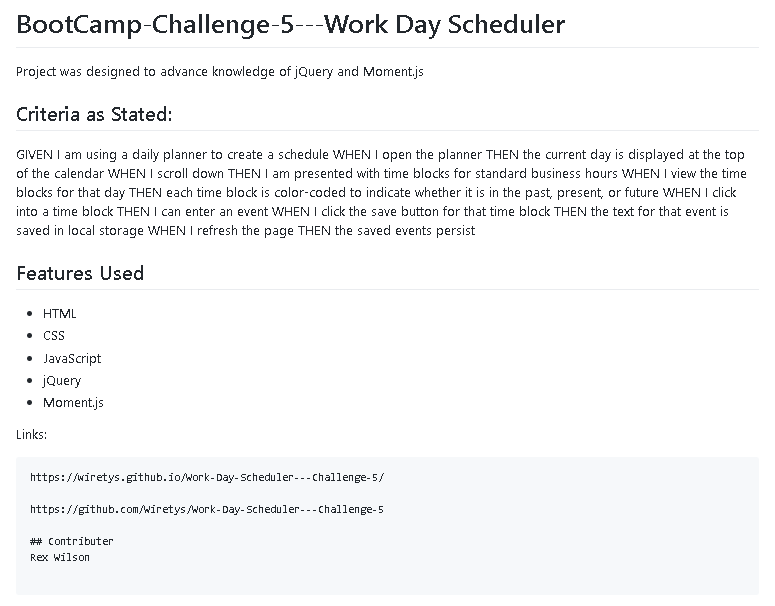 BootCamp-Challenge-5---Work Day Scheduler
Project was designed to advance knowledge of jQuery and Moment.js
Criteria as Stated:
GIVEN I am using a daily planner to create a schedule WHEN I open the planner THEN the current day is displayed at the top
of the calendar WHEN I scroll down THEN I am presented with time blocks for standard business hours WHEN I view the time
blocks for that day THEN each time block is color-coded to indicate whether it is in the past, present, or future WHEN I click
into a time block THEN I can enter an event WHEN I click the save button for that time block THEN the text for that event is
saved in local storage WHEN I refresh the page THEN the saved events persist
Features Used
• HTML
• CSS
• JavaScript
• jQuery
• Moment.js
Links:
https://wiretys.github.io/Work-Day-Scheduler---Challenge-5/
https://github.com/Wiretys/Work-Day-Scheduler---Challenge-5
## Contributer
Rex Wilson